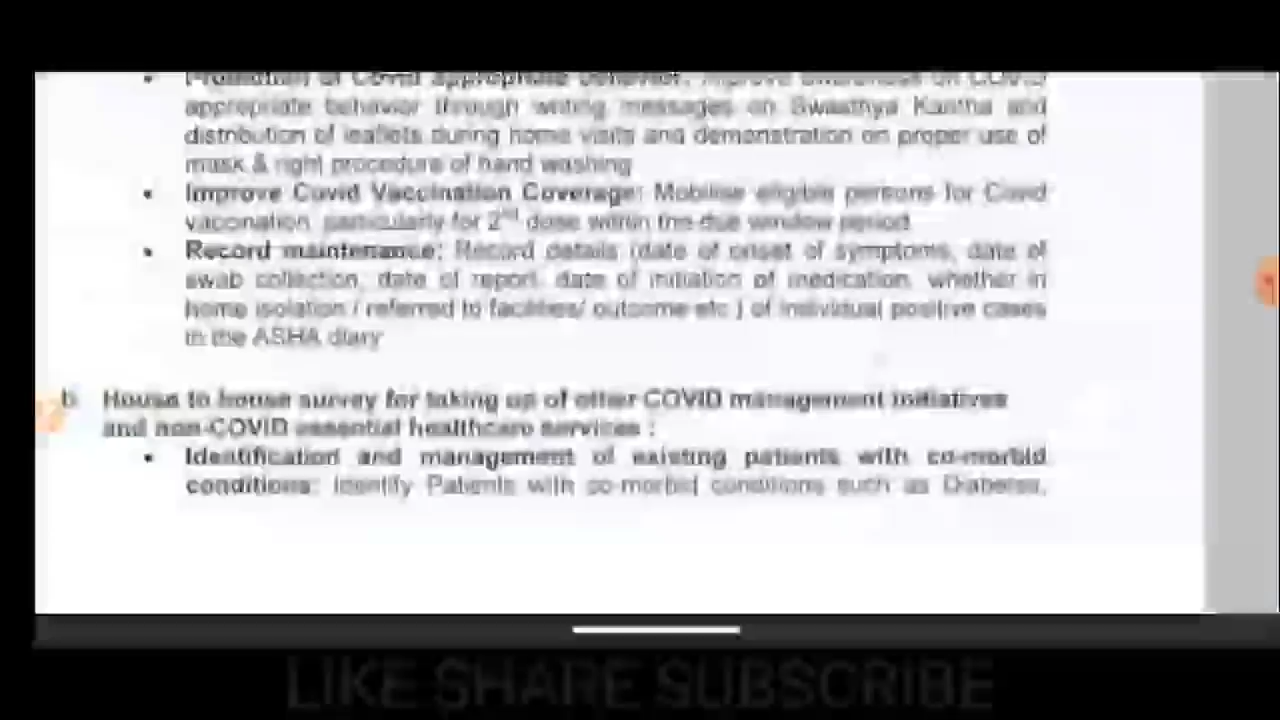 • Promotion of Covid appropriate behavior: Improve awareness on COVID
appropriate behavior through writing messages on Swasthya Kantha and
distribution of leaflets during home visits and demonstration on proper use of
mask & right procedure of hand washing
• Improve Covid Vaccination Coverage: Mobilise eligible persons for Covid
vaccination, particularly for 2nd dose within the due window period
• Record maintenance: Record details (date of onset of symptoms, date of
swab collection, date of report, date of initiation of medication, whether in
home isolation / referred to facilities/ outcome etc ) of individual positive cases
in the ASHA diary
b. House to house survey for taking up of other COVID management initiatives
and non-COVID essential healthcare services :
• Identification and management of existing patients with co-morbid
conditions: Identify Patients with co-morbid conditions such as Diabetes,
LIKE SHARE SUBSCRIBE